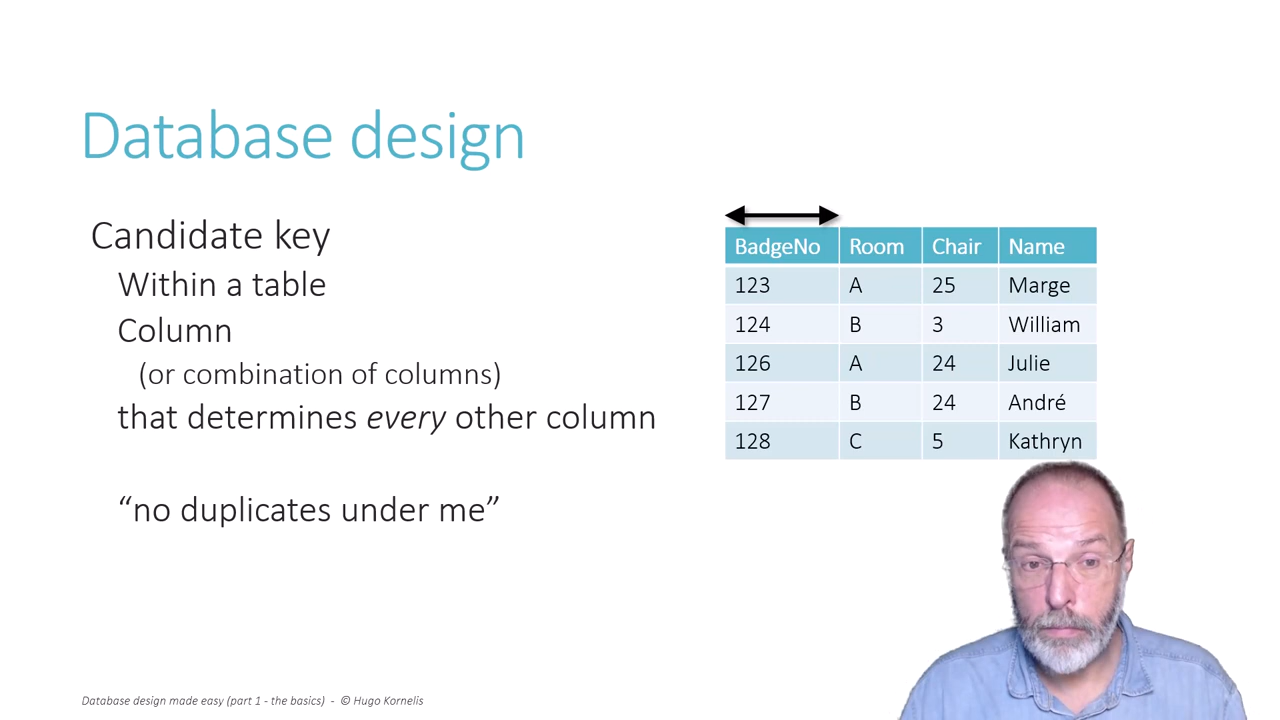 Database design
Candidate key
Within a table
Column
(or combination of columns)
that determines every other column
“no duplicates under me”
BadgeNo Room Chair Name
123 A 25 Marge
124 B 3 William
126 A 24 Julie
127 B 24 André
128 C 5 Kathryn
Database design made easy (part 1 - the basics) - © Hugo Kornelis